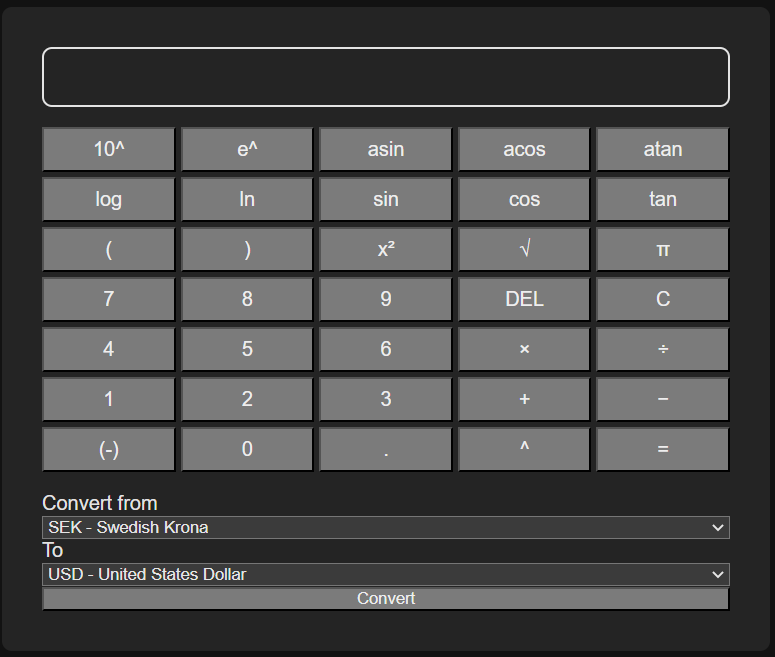 10^ e^ asin acos atan
log ln sin cos tan
( ) x² √ π
7 8 9 DEL C
4 5 6 × ÷
1 2 3 + −
(-) 0 . ^ =
Convert from
SEK - Swedish Krona
To
USD - United States Dollar
Convert